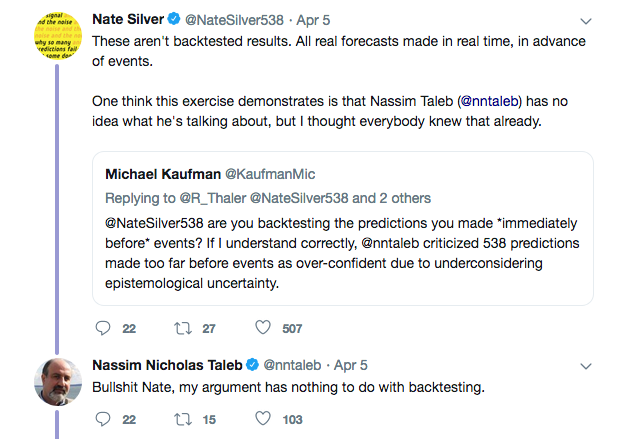 signal
and the noise
why so many
predictions fail
some do
Nate Silver @NateSilver538 · Apr 5
These aren't backtested results. All real forecasts made in real time, in advance
of events.
One think this exercise demonstrates is that Nassim Taleb (@nntaleb) has no
idea what he's talking about, but I thought everybody knew that already.
Michael Kaufman @KaufmanMic
Replying to @R_Thaler @NateSilver538 and 2 others
@NateSilver538 are you backtesting the predictions you made *immediately
before* events? If I understand correctly, @nntaleb criticized 538 predictions
made too far before events as over-confident due to underconsidering
epistemological uncertainty.
22 27 507
Nassim Nicholas Taleb @nntaleb · Apr 5
Bullshit Nate, my argument has nothing to do with backtesting.
22 15 103